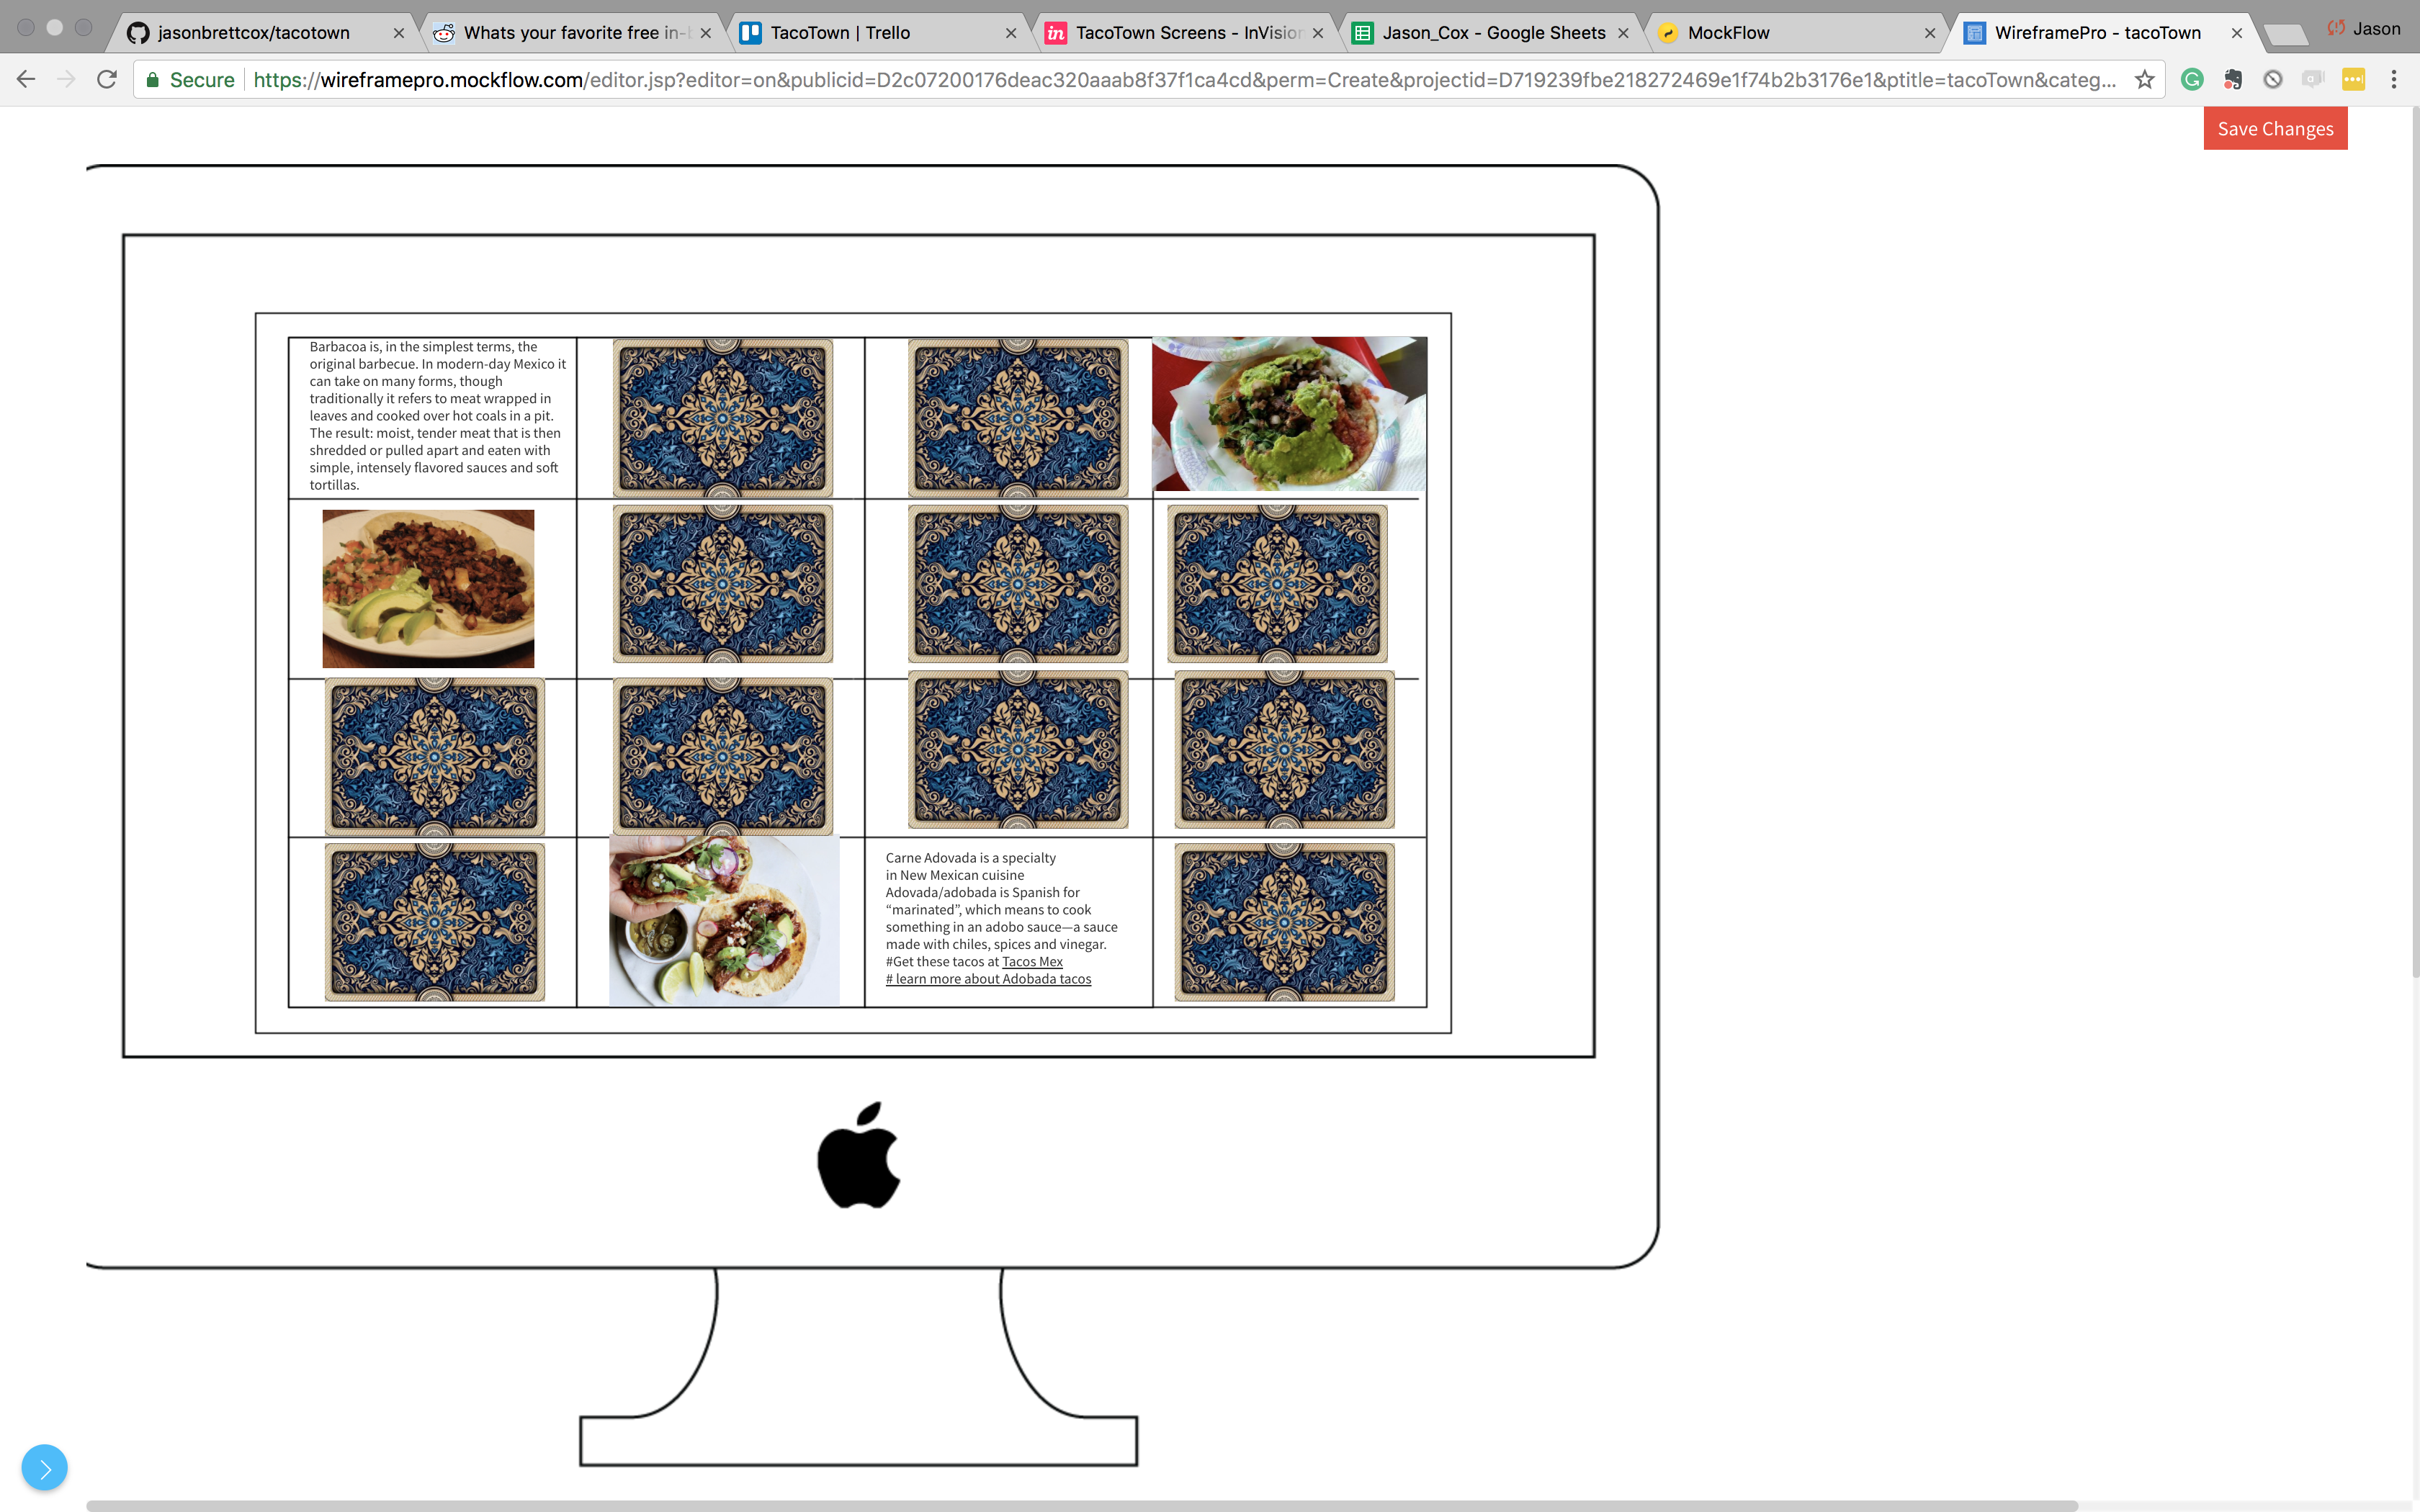 jasonbrettcox/tacotown
Whats your favorite free in-b
TacoTown | Trello
TacoTown Screens - InVision
Jason_Cox - Google Sheets
MockFlow
WireframePro - tacoTown
Jason
Secure
https://wireframepro.mockflow.com/editor.jsp?editor=on&publicid=D2c07200176deac320aaab8f37f1ca4cd&perm=Create&projectid=D719239fbe218272469e1f74b2b3176e1&ptitle=tacoTown&categ...
Save Changes
Barbacoa is, in the simplest terms, the
original barbecue. In modern-day Mexico it
can take on many forms, though
traditionally it refers to meat wrapped in
leaves and cooked over hot coals in a pit.
The result: moist, tender meat that is then
shredded or pulled apart and eaten with
simple, intensely flavored sauces and soft
tortillas.
Carne Adovada is a specialty
in New Mexican cuisine
Adovada/adobada is Spanish for
“marinated”, which means to cook
something in an adobo sauce—a sauce
made with chiles, spices and vinegar.
#Get these tacos at Tacos Mex
# learn more about Adobada tacos